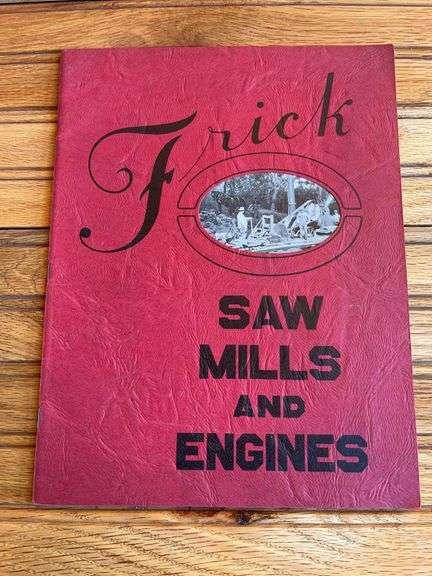 Frick
SAW
MILLS
AND
ENGINES